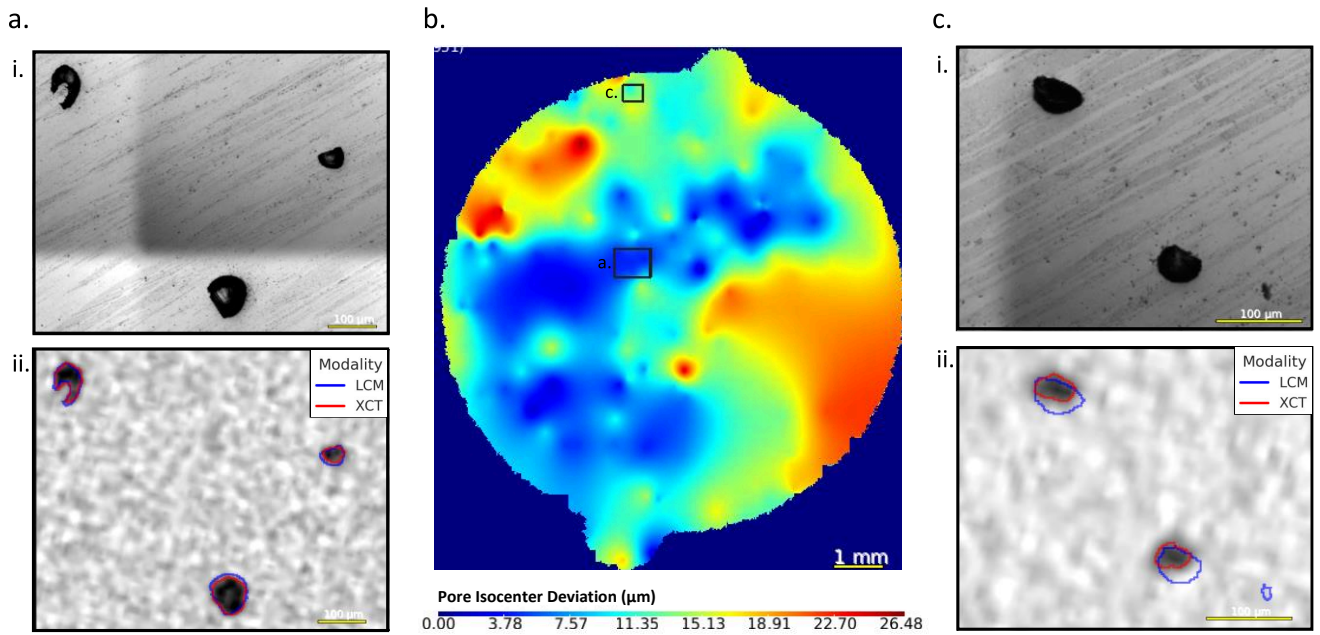 a.
i.
100 µm
ii.
Modality
LCM
XCT
100 µm
b.
c.
a.
1 mm
Pore Isocenter Deviation (µm)
0.00 3.78 7.57 11.35 15.13 18.91 22.70 26.48
c.
i.
100 µm
ii.
Modality
LCM
XCT
100 µm